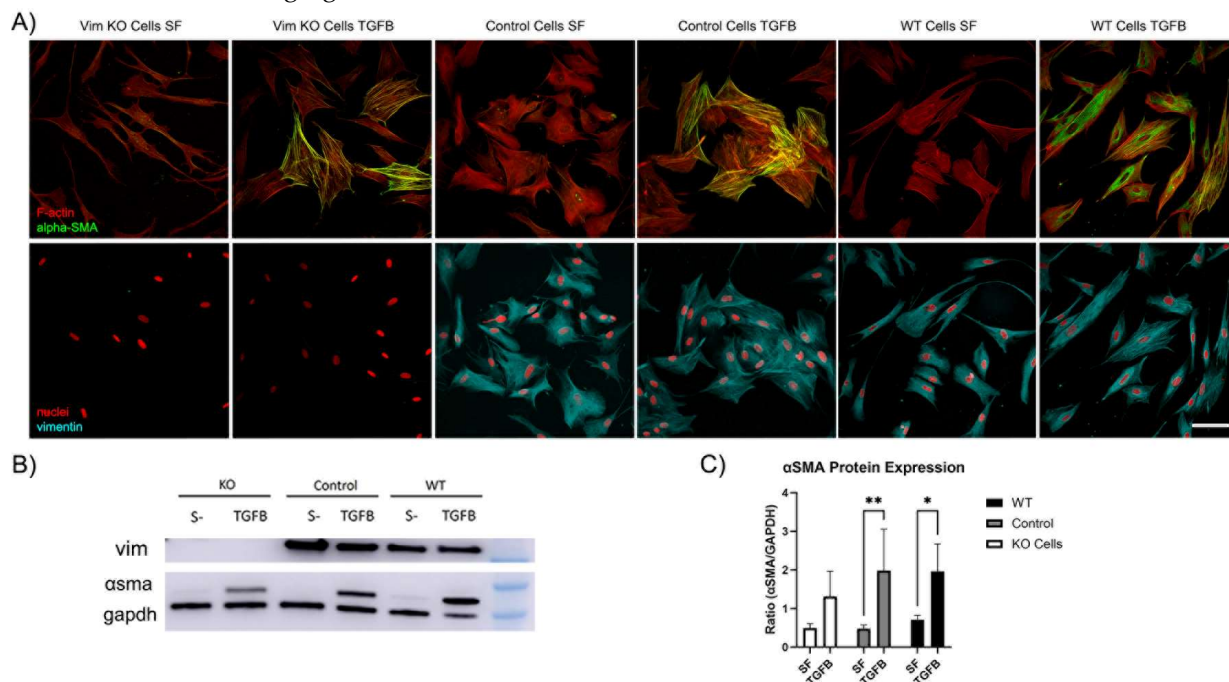 A)
Vim KO Cells SF Vim KO Cells TGFB Control Cells SF Control Cells TGFB WT Cells SF WT Cells TGFB
F-actin
alpha-SMA
nuclei
vimentin
B)
KO Control WT
S- TGFB S- TGFB S- TGFB
vim
αsma
gapdh
C)
αSMA Protein Expression
Ratio (αSMA/GAPDH)
4
3
2
1
0
** *
SF TGFB SF TGFB SF TGFB
WT
Control
KO Cells